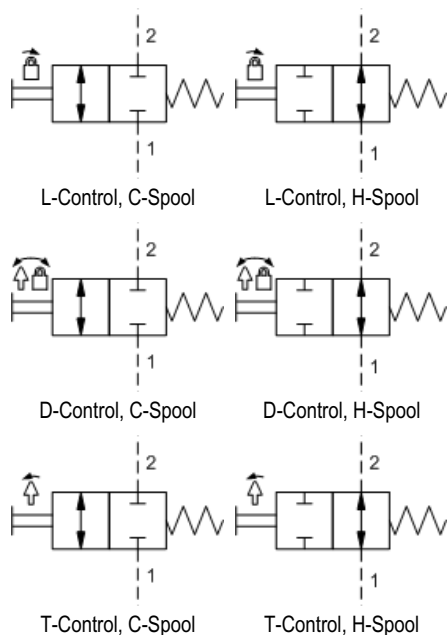 2 2
1 1
L-Control, C-Spool L-Control, H-Spool
2 2
1 1
D-Control, C-Spool D-Control, H-Spool
2 2
1 1
T-Control, C-Spool T-Control, H-Spool